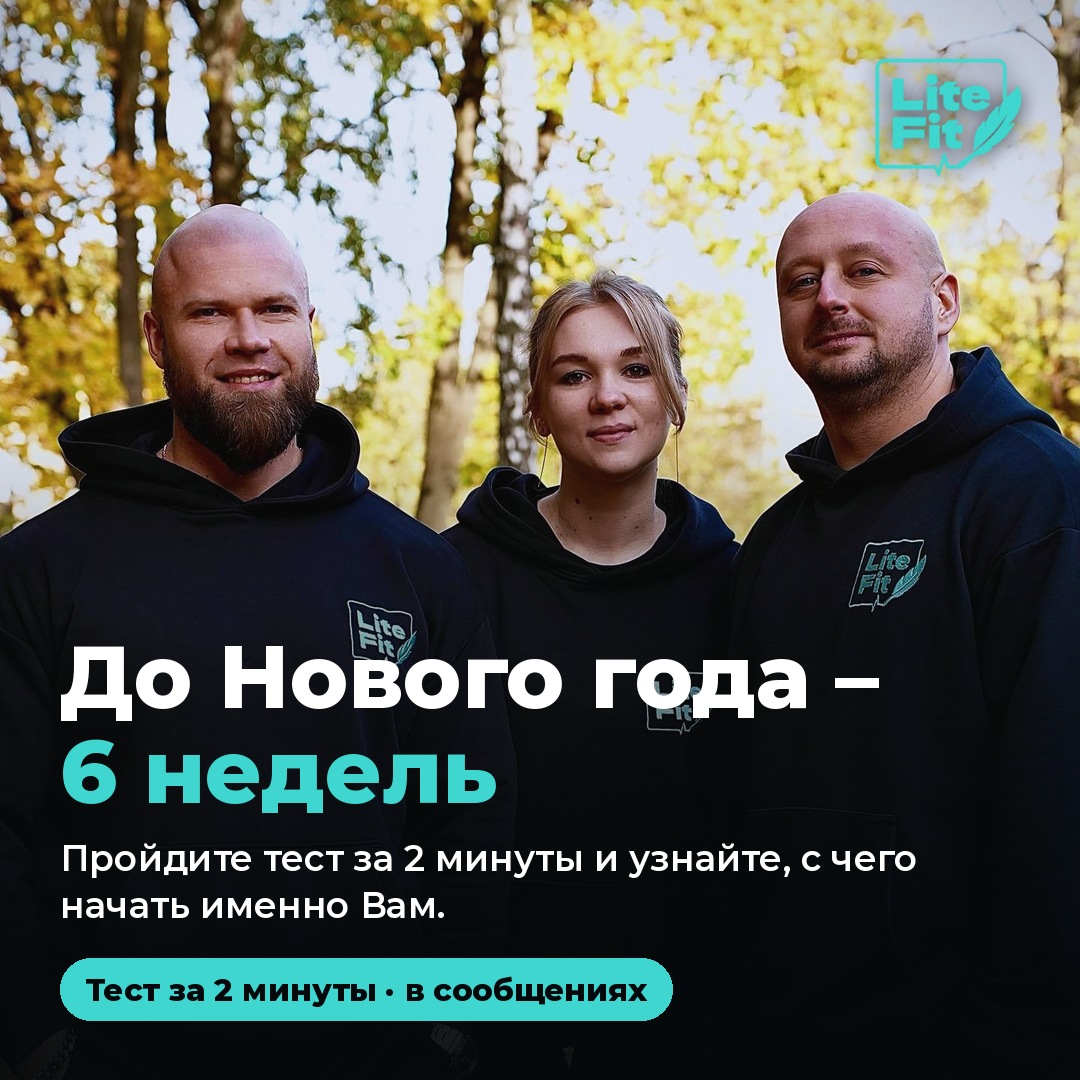 Lite
Fit
Lite
Fit
Lite
Fit
До Нового года –
Fit
6 недель
Пройдите тест за 2 минуты и узнайте, с чего
начать именно Вам.
Тест за 2 минуты · в сообщениях